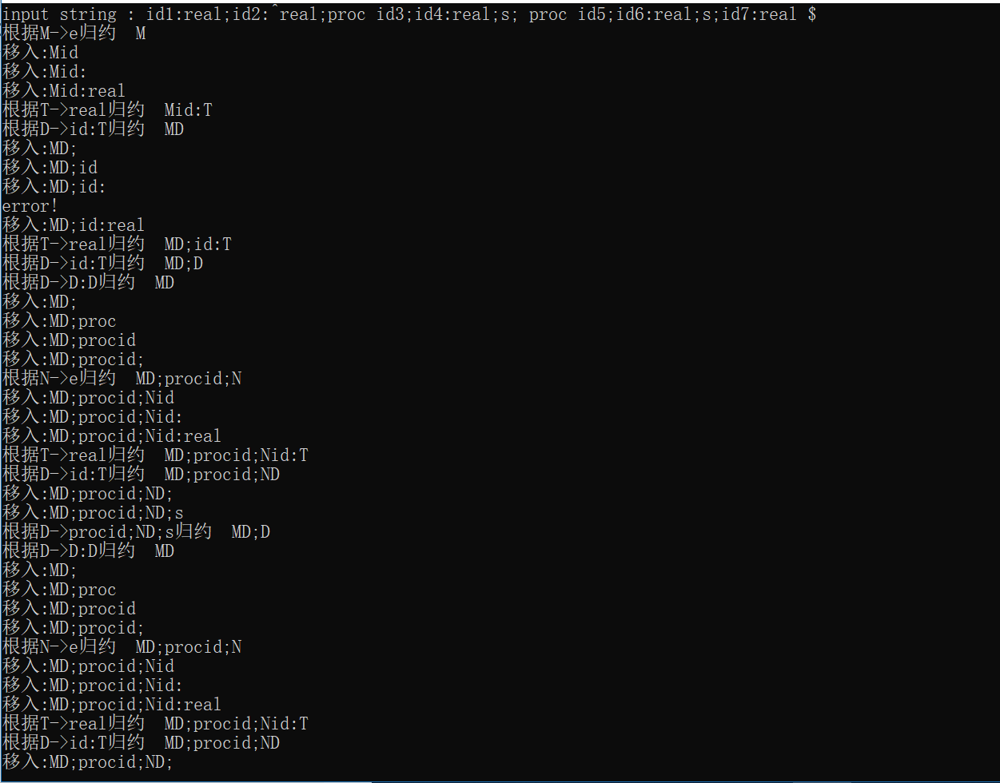 input string : id1:real;id2:^real;proc id3;id4:real;s; proc id5;id6:real;s;id7:real $
根据M->e归约  M
移入:Mid
移入:Mid:
移入:Mid:real
根据T->real归约  Mid:T
根据D->id:T归约  MD
移入:MD;
移入:MD;id
移入:MD;id:
error!
移入:MD;id:real
根据T->real归约  MD;id:T
根据D->id:T归约  MD;D
根据D->D:D归约  MD
移入:MD;
移入:MD;proc
移入:MD;procid
移入:MD;procid;
根据N->e归约  MD;procid;N
移入:MD;procid;Nid
移入:MD;procid;Nid:
移入:MD;procid;Nid:real
根据T->real归约  MD;procid;Nid:T
根据D->id:T归约  MD;procid;ND
移入:MD;procid;ND;
移入:MD;procid;ND;s
根据D->procid;ND;s归约  MD;D
根据D->D:D归约  MD
移入:MD;
移入:MD;proc
移入:MD;procid
移入:MD;procid;
根据N->e归约  MD;procid;N
移入:MD;procid;Nid
移入:MD;procid;Nid:
移入:MD;procid;Nid:real
根据T->real归约  MD;procid;Nid:T
根据D->id:T归约  MD;procid;ND
移入:MD;procid;ND;